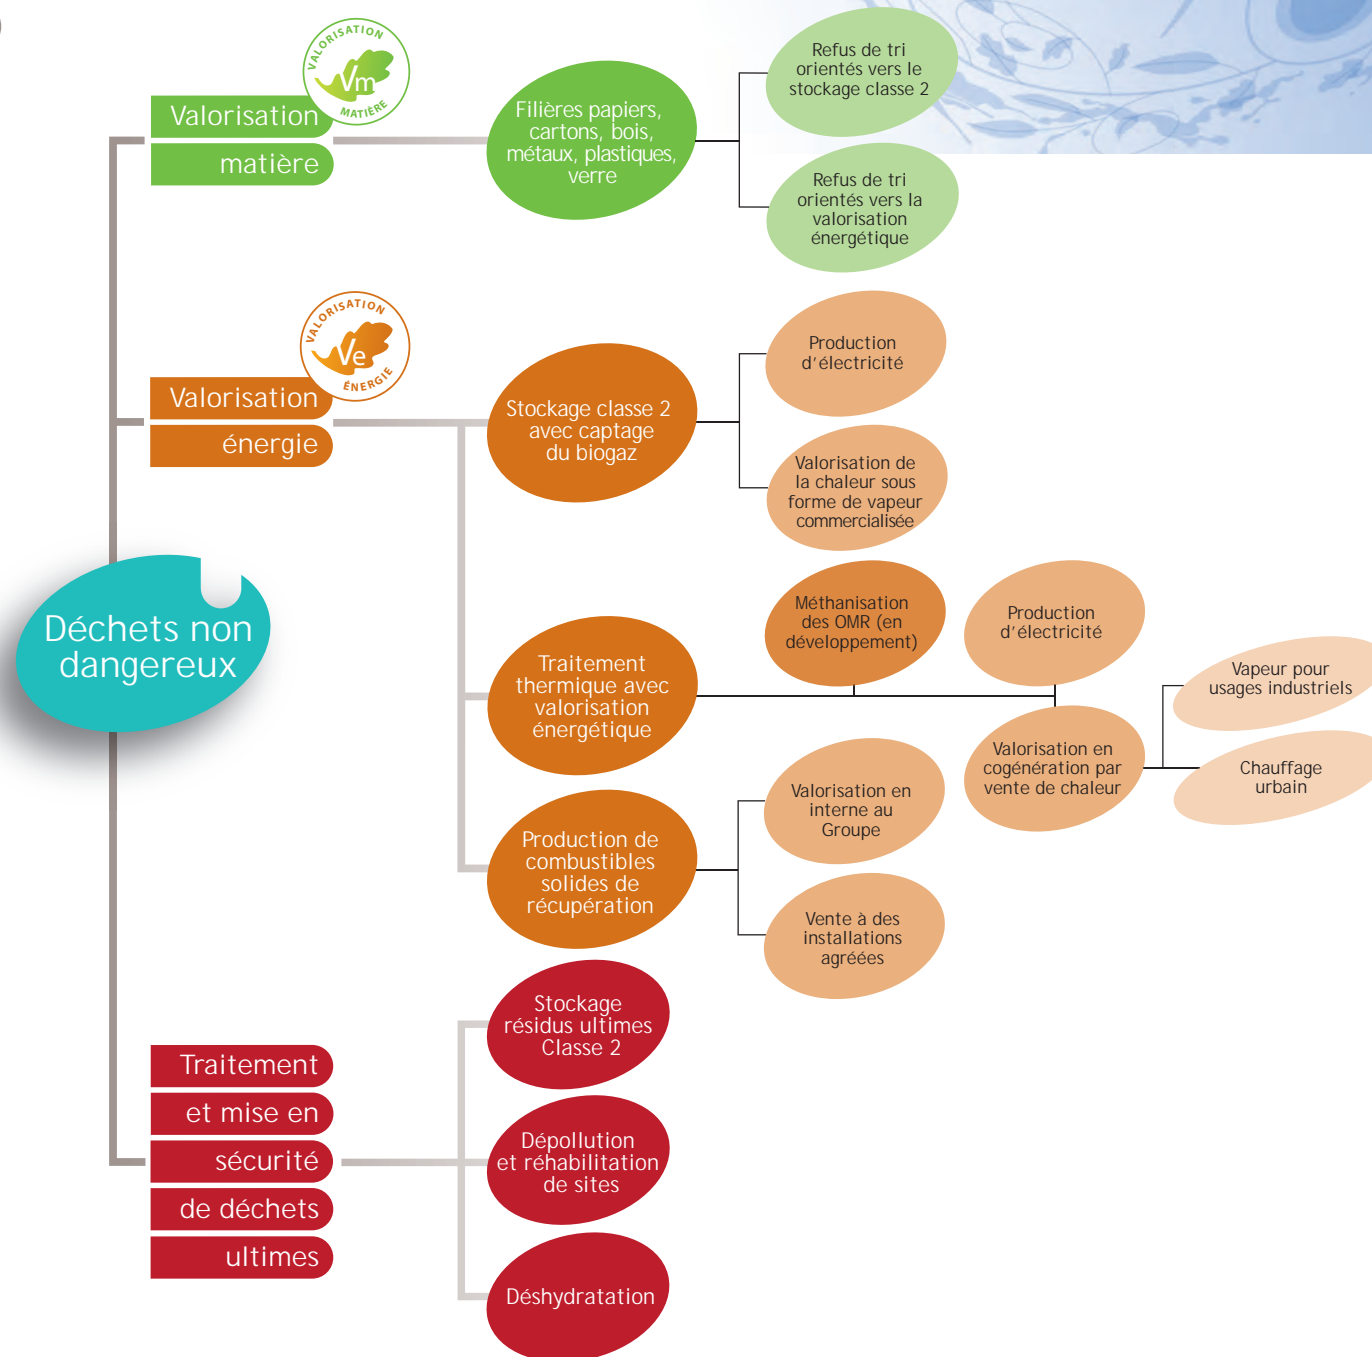 VALORISATION
Vm
MATIÈRE
Valorisation
matière
Filières papiers,
cartons, bois,
métaux, plastiques,
verre
Refus de tri
orientés vers le
stockage classe 2
Refus de tri
orientés vers la
valorisation
énergétique
VALORISATION
Ve
ÉNERGIE
Valorisation
énergie
Stockage classe 2
avec captage
du biogaz
Production
d'électricité
Valorisation de
la chaleur sous
forme de vapeur
commercialisée
Déchets non
dangereux
Traitement
thermique avec
valorisation
énergétique
Méthanisation
des OMR (en
développement)
Production
d'électricité
Valorisation en
cogénération par
vente de chaleur
Vapeur pour
usages industriels
Chauffage
urbain
Production de
combustibles
solides de
récupération
Valorisation en
interne au
Groupe
Vente à des
installations
agréées
Traitement
et mise en
sécurité
de déchets
ultimes
Stockage
résidus ultimes
Classe 2
Dépollution
et réhabilitation
de sites
Déshydratation